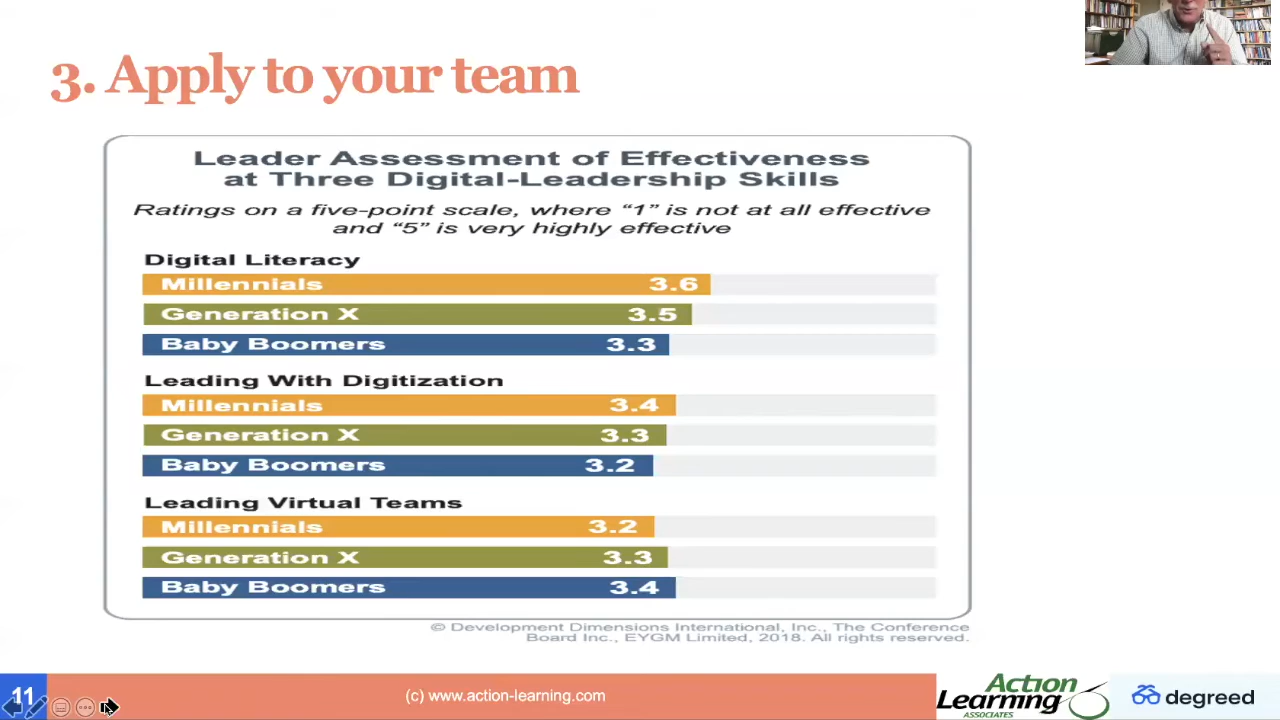 3. Apply to your team
Leader Assessment of Effectiveness
at Three Digital-Leadership Skills
Ratings on a five-point scale, where “1” is not at all effective
and “5” is very highly effective
Digital Literacy
Millennials 3.6
Generation X 3.5
Baby Boomers 3.3
Leading With Digitization
Millennials 3.4
Generation X 3.3
Baby Boomers 3.2
Leading Virtual Teams
Millennials 3.2
Generation X 3.3
Baby Boomers 3.4
© Development Dimensions International, Inc., The Conference
Board Inc., EYGM Limited, 2018. All rights reserved.
11
(c) www.action-learning.com
Action
Learning
ASSOCIATES
degreed